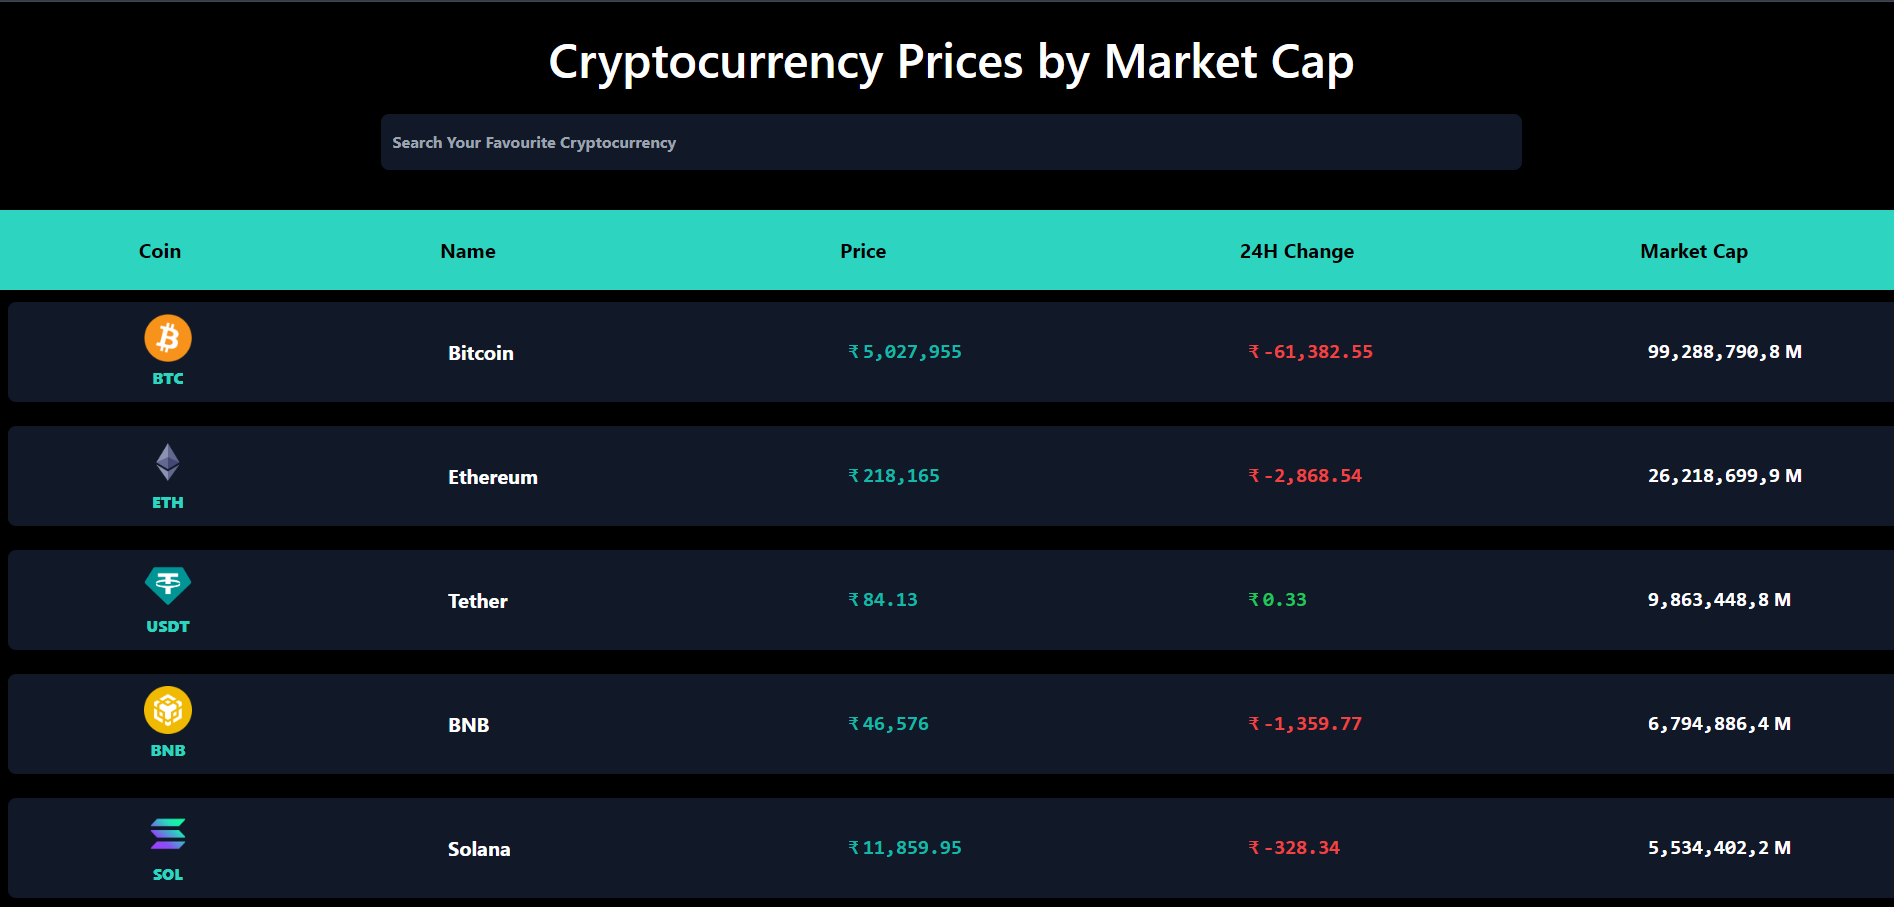 Cryptocurrency Prices by Market Cap
Search Your Favourite Cryptocurrency
Coin Name Price 24H Change Market Cap
BTC Bitcoin ₹ 5,027,955 ₹ -61,382.55 99,288,790,8 M
ETH Ethereum ₹ 218,165 ₹ -2,868.54 26,218,699,9 M
USDT Tether ₹ 84.13 ₹ 0.33 9,863,448,8 M
BNB BNB ₹ 46,576 ₹ -1,359.77 6,794,886,4 M
SOL Solana ₹ 11,859.95 ₹ -328.34 5,534,402,2 M